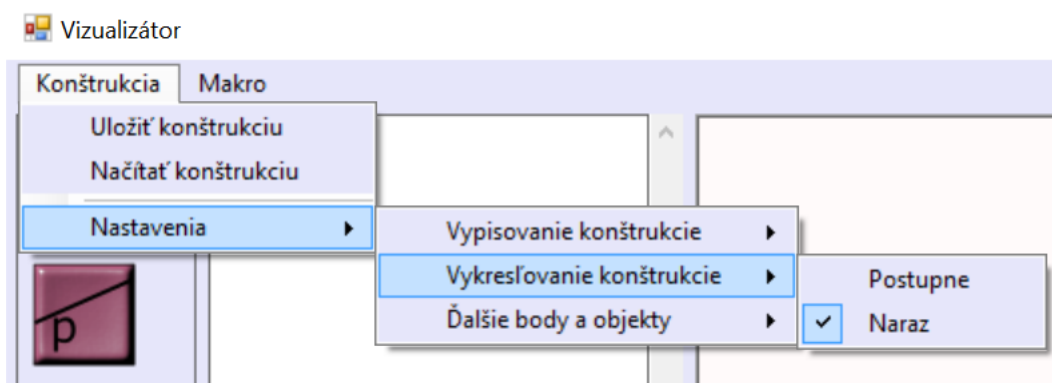 Vizualizátor
Konštrukcia Makro
Uložiť konštrukciu
Načítať konštrukciu
Nastavenia
Vypisovanie konštrukcie
Vykresľovanie konštrukcie
Postupne
Ďalšie body a objekty
Naraz
p